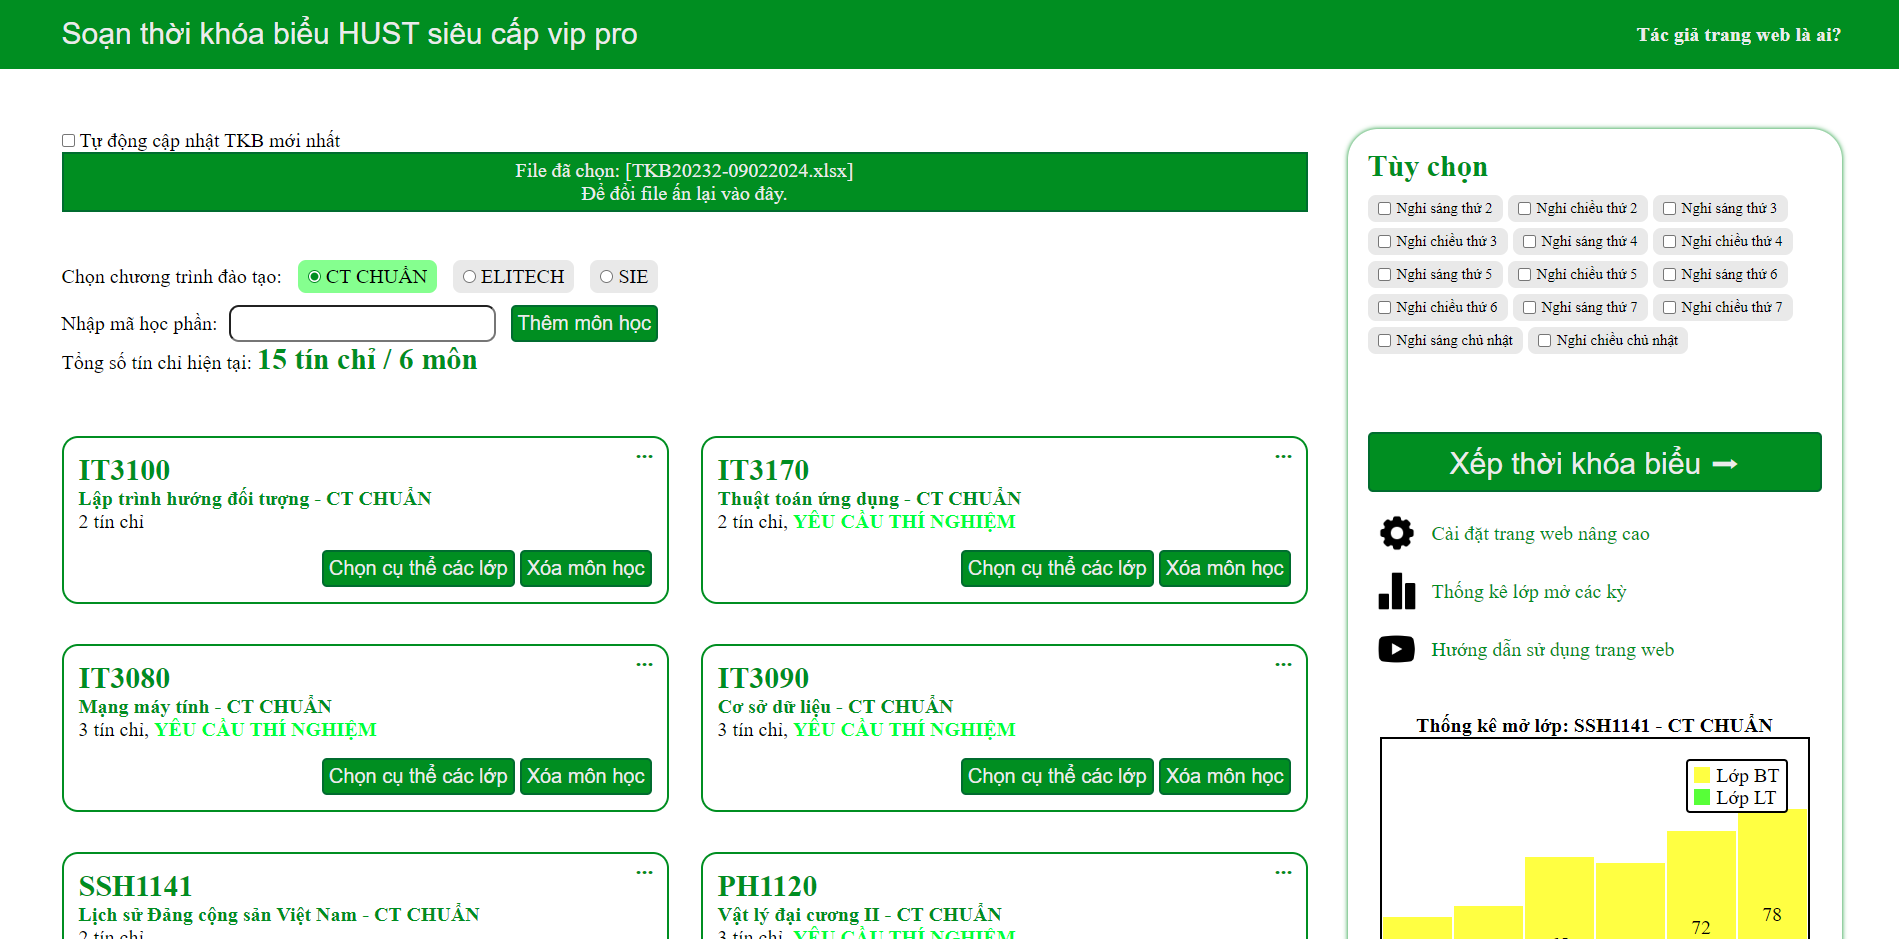 Soạn thời khóa biểu HUST siêu cấp vip pro
Tác giả trang web là ai?
Tự động cập nhật TKB mới nhất
File đã chọn: [TKB20232-09022024.xlsx]
Để đổi file ấn lại vào đây.
Chọn chương trình đào tạo: CT CHUẨN ELITECH SIE
Nhập mã học phần: Thêm môn học
Tổng số tín chỉ hiện tại: 15 tín chỉ / 6 môn
IT3100
Lập trình hướng đối tượng - CT CHUẨN
2 tín chỉ
Chọn cụ thể các lớp Xóa môn học
IT3170
Thuật toán ứng dụng - CT CHUẨN
2 tín chỉ, YÊU CẦU THÍ NGHIỆM
Chọn cụ thể các lớp Xóa môn học
IT3080
Mạng máy tính - CT CHUẨN
3 tín chỉ, YÊU CẦU THÍ NGHIỆM
Chọn cụ thể các lớp Xóa môn học
IT3090
Cơ sở dữ liệu - CT CHUẨN
3 tín chỉ, YÊU CẦU THÍ NGHIỆM
Chọn cụ thể các lớp Xóa môn học
SSH1141
Lịch sử Đảng cộng sản Việt Nam - CT CHUẨN
2 tín chỉ
PH1120
Vật lý đại cương II - CT CHUẨN
3 tín chỉ, YÊU CẦU THÍ NGHIỆM
Tùy chọn
Nghỉ sáng thứ 2 Nghỉ chiều thứ 2 Nghỉ sáng thứ 3
Nghỉ chiều thứ 3 Nghỉ sáng thứ 4 Nghỉ chiều thứ 4
Nghỉ sáng thứ 5 Nghỉ chiều thứ 5 Nghỉ sáng thứ 6
Nghỉ chiều thứ 6 Nghỉ sáng thứ 7 Nghỉ chiều thứ 7
Nghỉ sáng chủ nhật Nghỉ chiều chủ nhật
Xếp thời khóa biểu →
Cài đặt trang web nâng cao
Thống kê lớp mở các kỳ
Hướng dẫn sử dụng trang web
Thống kê mở lớp: SSH1141 - CT CHUẨN
Lớp BT
Lớp LT
72
78